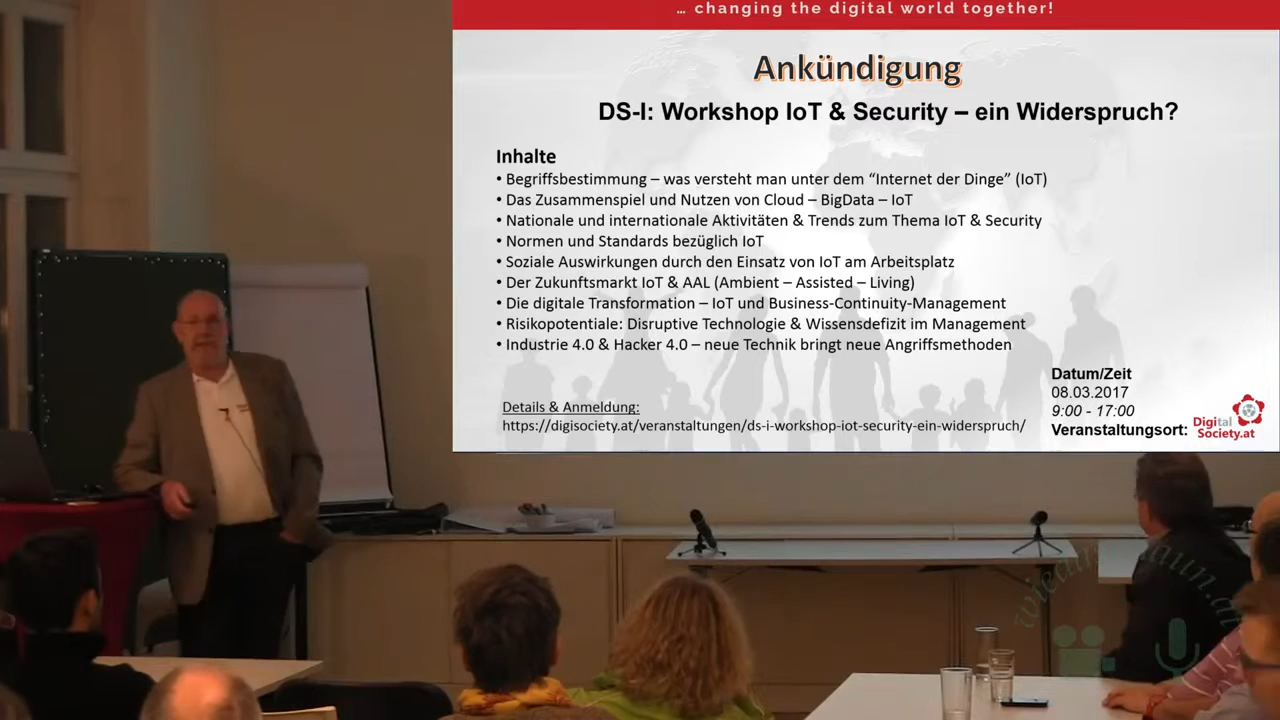 … changing the digital world together!
Ankündigung
DS-I: Workshop IoT & Security – ein Widerspruch?
Inhalte
• Begriffsbestimmung – was versteht man unter dem “Internet der Dinge” (IoT)
• Das Zusammenspiel und Nutzen von Cloud – BigData – IoT
• Nationale und internationale Aktivitäten & Trends zum Thema IoT & Security
• Normen und Standards bezüglich IoT
• Soziale Auswirkungen durch den Einsatz von IoT am Arbeitsplatz
• Der Zukunftsmarkt IoT & AAL (Ambient – Assisted – Living)
• Die digitale Transformation – IoT und Business-Continuity-Management
• Risikopotentiale: Disruptive Technologie & Wissensdefizit im Management
• Industrie 4.0 & Hacker 4.0 – neue Technik bringt neue Angriffsmethoden
Details & Anmeldung:
https://digisociety.at/veranstaltungen/ds-i-workshop-iot-security-ein-widerspruch/
Datum/Zeit
08.03.2017
9:00 - 17:00
Veranstaltungsort:
Digital
Society.at